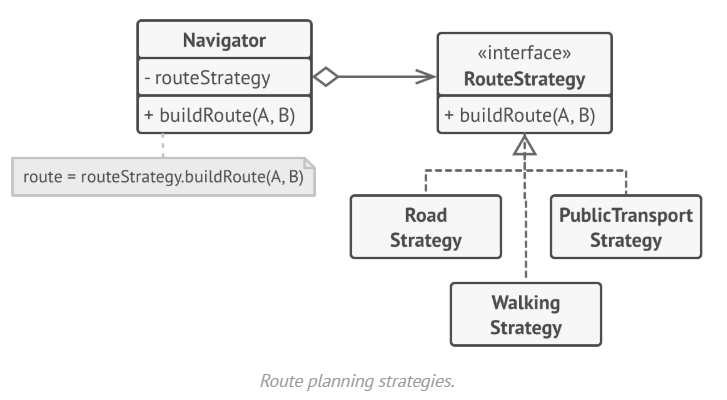 Navigator
- routeStrategy
+ buildRoute(A, B)
route = routeStrategy.buildRoute(A, B)
«interface»
RouteStrategy
+ buildRoute(A, B)
Road
Strategy
PublicTransport
Strategy
Walking
Strategy
Route planning strategies.